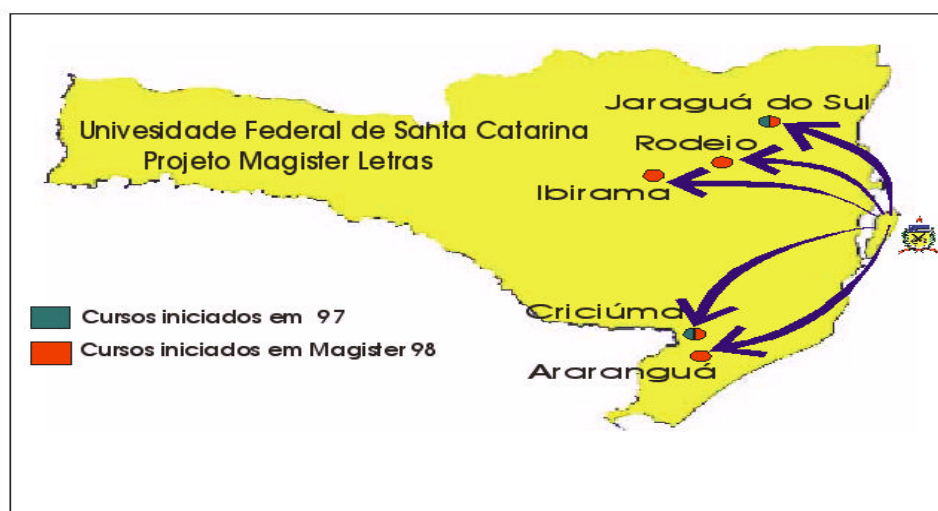 Jaraguá do Sul
Univesidade Federal de Santa Catarina
Projeto Magister Letras
Rodeio
Ibirama
Criciúma
Cursos iniciados em 97
Cursos iniciados em Magister 98
Araranguá